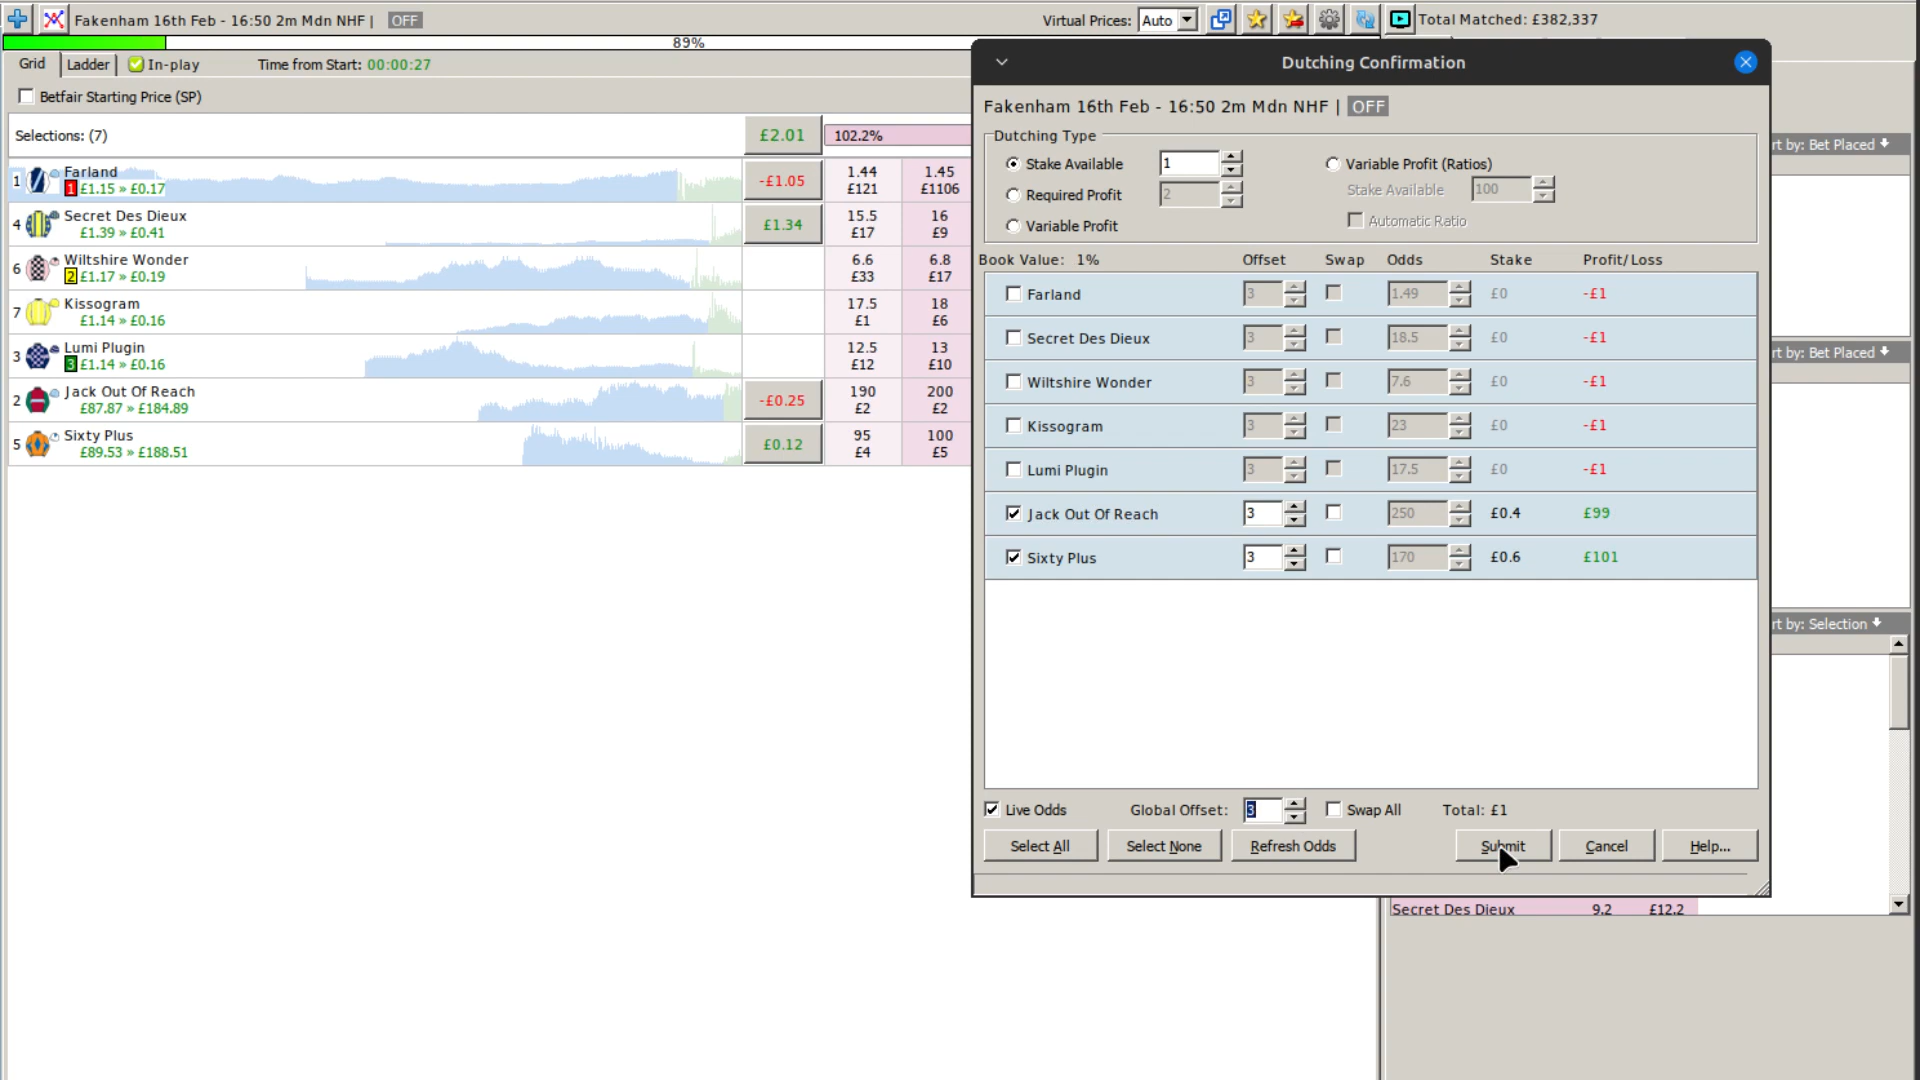 Fakenham 16th Feb - 16:50 2m Mdn NHF | OFF
Virtual Prices: Auto
Total Matched: £382,337
89%
Grid Ladder In-play Time from Start: 00:00:27
Betfair Starting Price (SP)
Selections: (7) £2.01 102.2%
1 Farland -£1.05 1.44 1.45
1 £1.15 » £0.17 £121 £1106
4 Secret Des Dieux £1.34 15.5 16
£1.39 » £0.41 £17 £9
6 Wiltshire Wonder 6.6 6.8
2 £1.17 » £0.19 £33 £17
7 Kissogram 17.5 18
£1.14 » £0.16 £1 £6
3 Lumi Plugin 12.5 13
3 £1.14 » £0.16 £12 £10
2 Jack Out Of Reach -£0.25 190 200
£87.87 » £184.89 £2 £2
5 Sixty Plus £0.12 95 100
£89.53 » £188.51 £4 £5
Dutching Confirmation
Fakenham 16th Feb - 16:50 2m Mdn NHF | OFF
Dutching Type
Stake Available 1 Variable Profit (Ratios)
Required Profit 2 Stake Available 100
Variable Profit Automatic Ratio
Book Value: 1% Offset Swap Odds Stake Profit/Loss
Farland 3 1.49 £0 -£1
Secret Des Dieux 3 18.5 £0 -£1
Wiltshire Wonder 3 7.6 £0 -£1
Kissogram 3 23 £0 -£1
Lumi Plugin 3 17.5 £0 -£1
Jack Out Of Reach 3 250 £0.4 £99
Sixty Plus 3 170 £0.6 £101
Live Odds Global Offset: 3 Swap All Total: £1
Select All Select None Refresh Odds Submit Cancel Help...
rt by: Bet Placed
rt by: Bet Placed
rt by: Selection
Secret Des Dieux 9.2 £12.2